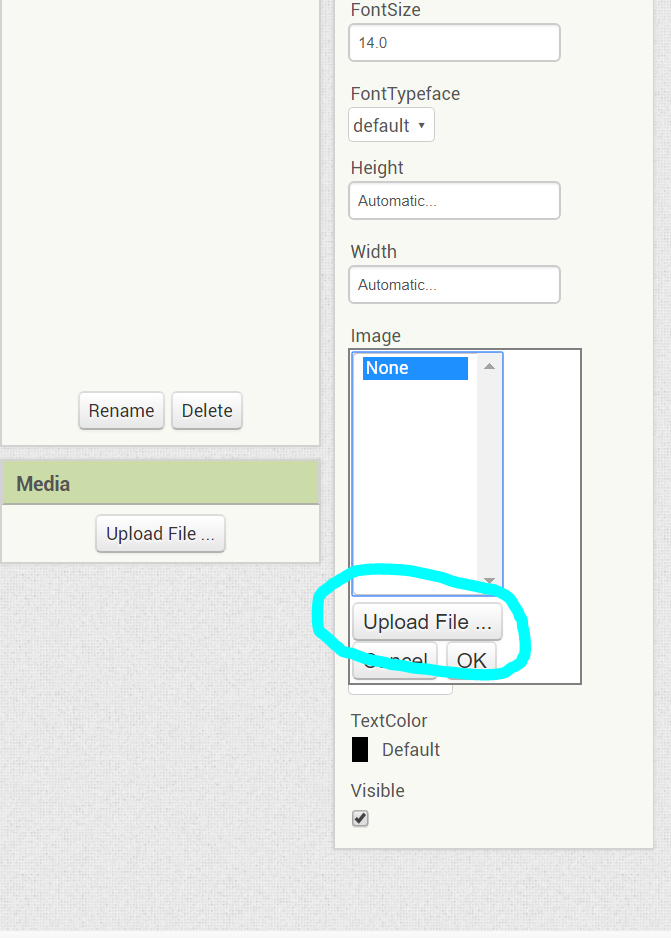 FontSize
14.0
FontTypeface
default
Height
Automatic...
Width
Automatic...
Image
None
Upload File ...
Cancel OK
TextColor
Default
Visible
Rename Delete
Media
Upload File ...